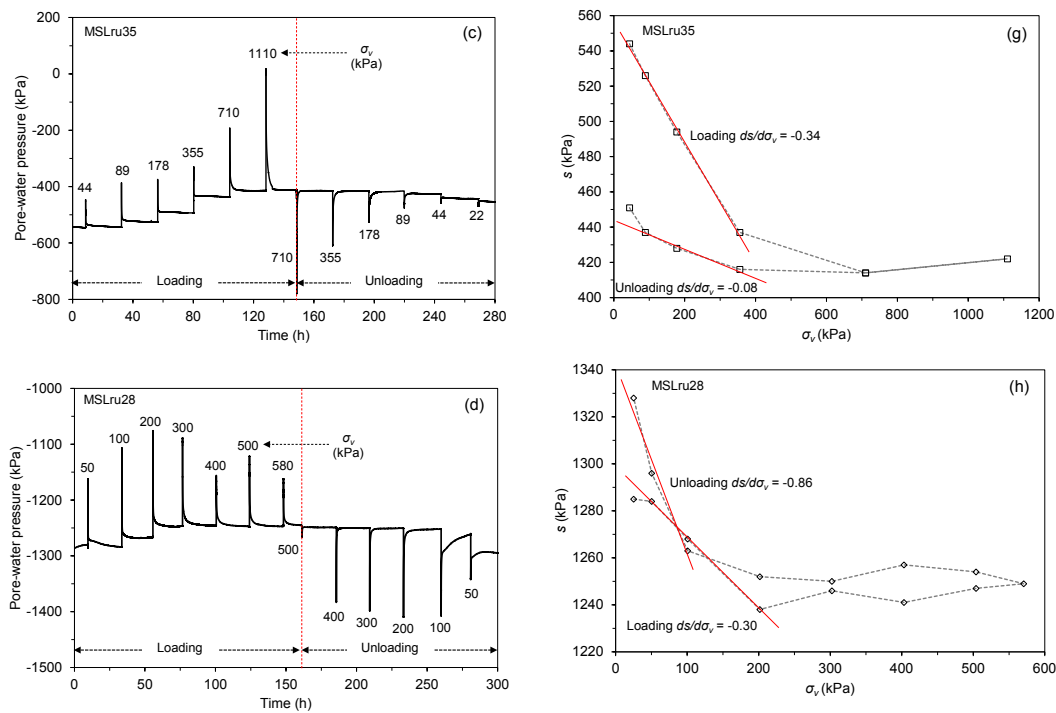 MSLru35
(c)
Pore-water pressure (kPa)
400
200
0
-200
-400
-600
-800
44
89
178
355
710
1110
σv
(kPa)
710
355
178
89
44
22
Loading
Unloading
0
40
80
120
160
200
240
280
Time (h)
MSLru35
(g)
s (kPa)
560
540
520
500
480
460
440
420
400
Loading ds/dσv = -0.34
Unloading ds/dσv = -0.08
0
200
400
600
800
1000
1200
σv (kPa)
MSLru28
(d)
Pore-water pressure (kPa)
-1000
-1100
-1200
-1300
-1400
-1500
50
100
200
300
400
500
580
σv
(kPa)
500
400
300
200
100
50
Loading
Unloading
0
50
100
150
200
250
300
Time (h)
MSLru28
(h)
s (kPa)
1340
1320
1300
1280
1260
1240
1220
Unloading ds/dσv = -0.86
Loading ds/dσv = -0.30
0
100
200
300
400
500
600
σv (kPa)